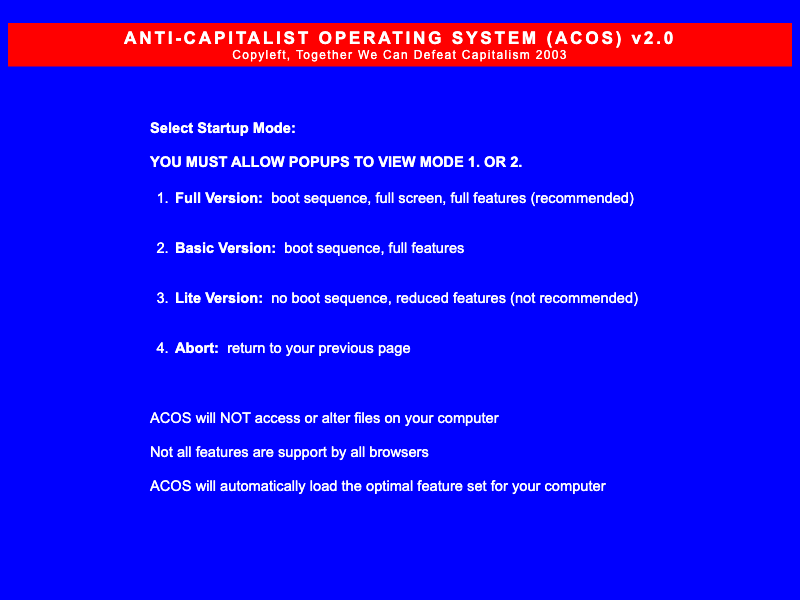 ANTI-CAPITALIST OPERATING SYSTEM (ACOS) v2.0
Copyleft, Together We Can Defeat Capitalism 2003
Select Startup Mode:
YOU MUST ALLOW POPUPS TO VIEW MODE 1. OR 2.
1. Full Version: boot sequence, full screen, full features (recommended)
2. Basic Version: boot sequence, full features
3. Lite Version: no boot sequence, reduced features (not recommended)
4. Abort: return to your previous page
ACOS will NOT access or alter files on your computer
Not all features are support by all browsers
ACOS will automatically load the optimal feature set for your computer